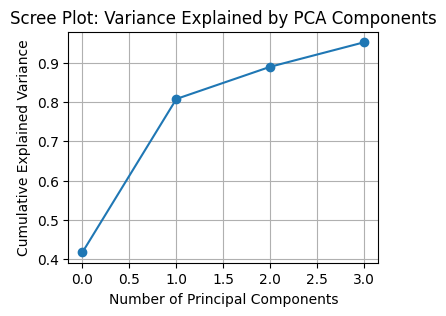 Scree Plot: Variance Explained by PCA Components
Cumulative Explained Variance
0.9
0.8
0.7
0.6
0.5
0.4
0.0 0.5 1.0 1.5 2.0 2.5 3.0
Number of Principal Components